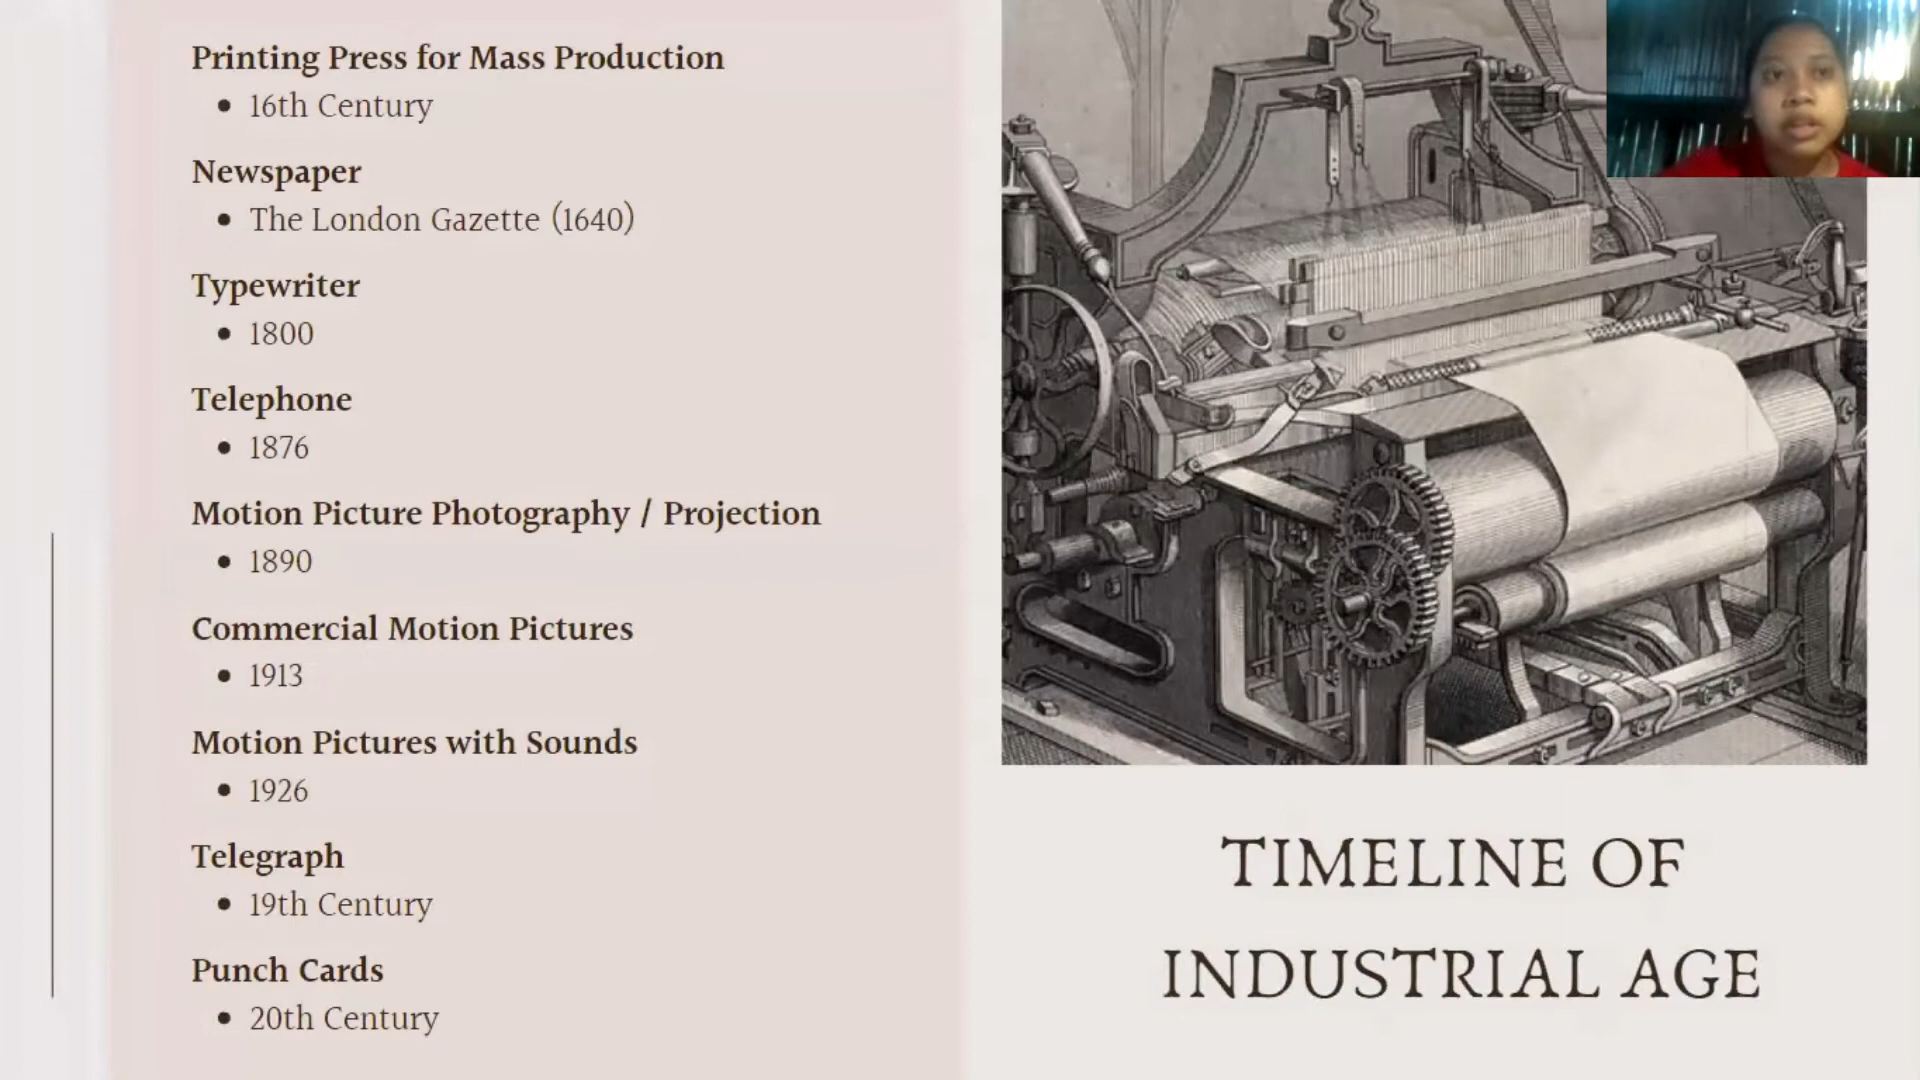 Printing Press for Mass Production
• 16th Century
Newspaper
• The London Gazette (1640)
Typewriter
• 1800
Telephone
• 1876
Motion Picture Photography / Projection
• 1890
Commercial Motion Pictures
• 1913
Motion Pictures with Sounds
• 1926
Telegraph
• 19th Century
Punch Cards
• 20th Century
TIMELINE OF
INDUSTRIAL AGE